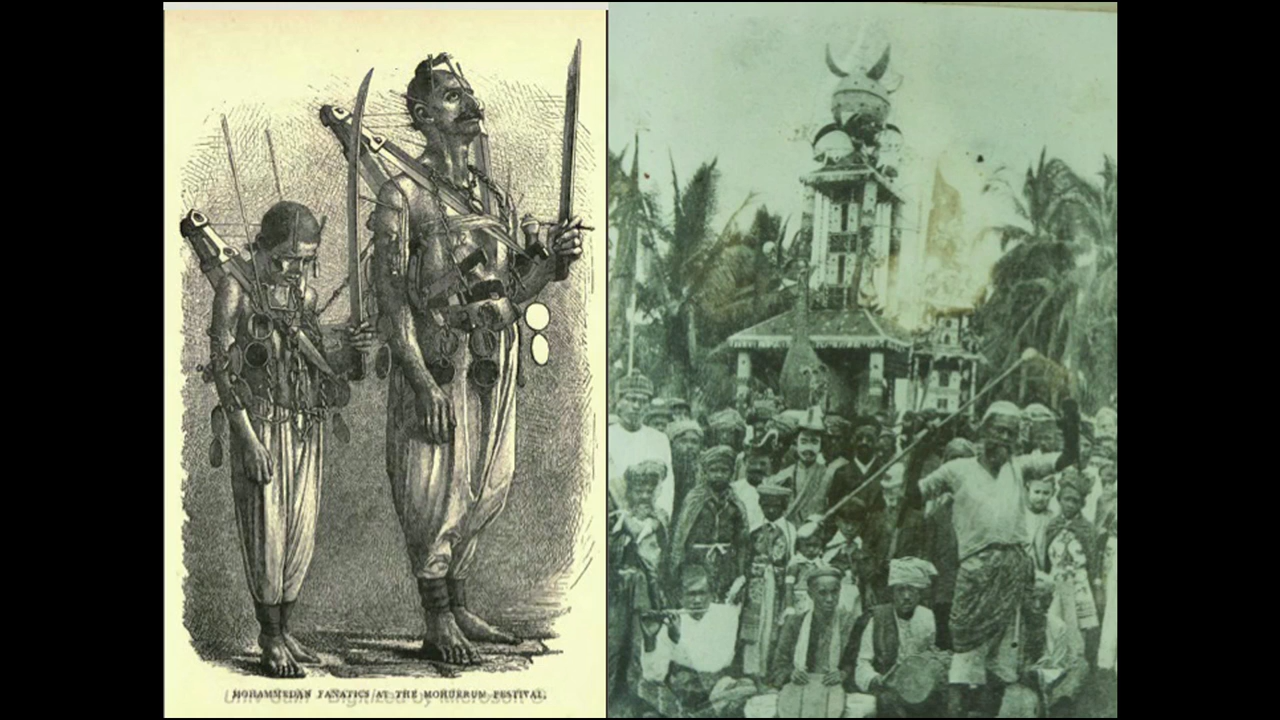 MOHAMMEDAN FANATICS AT THE MOHURRUM FESTIVAL.
Univ Calif - Digitized by Microsoft ®